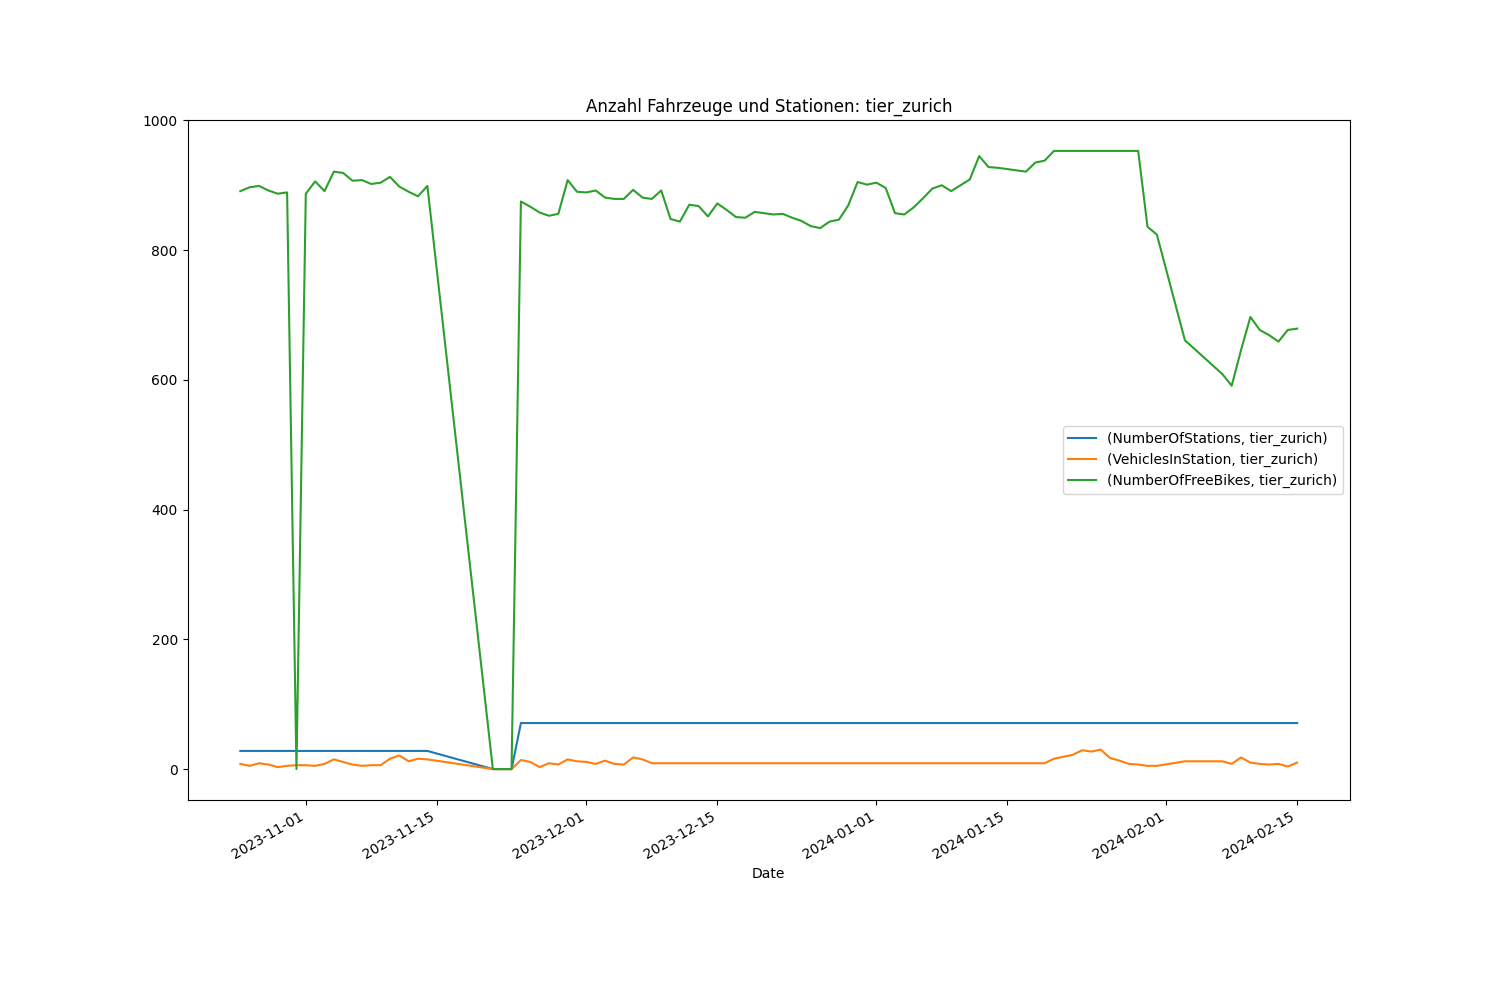 Anzahl Fahrzeuge und Stationen: tier_zurich
1000
800
600
400
200
0
(NumberOfStations, tier_zurich)
(VehiclesInStation, tier_zurich)
(NumberOfFreeBikes, tier_zurich)
2023-11-01
2023-11-15
2023-12-01
2023-12-15
2024-01-01
2024-01-15
2024-02-01
2024-02-15
Date